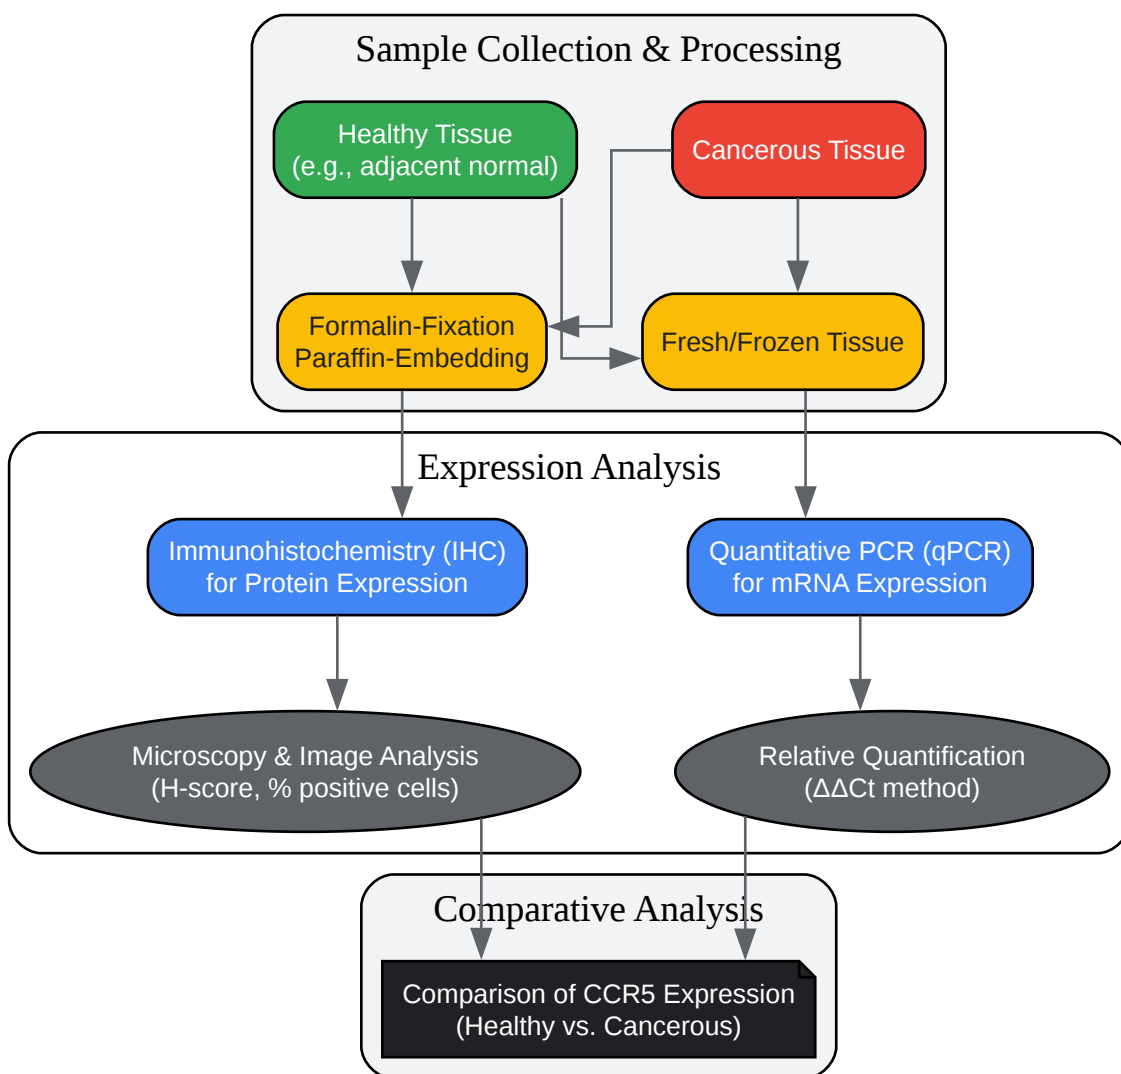 Sample Collection & Processing
Healthy Tissue
(e.g., adjacent normal)
Cancerous Tissue
Formalin-Fixation
Paraffin-Embedding
Fresh/Frozen Tissue
Expression Analysis
Immunohistochemistry (IHC)
for Protein Expression
Quantitative PCR (qPCR)
for mRNA Expression
Microscopy & Image Analysis
(H-score, % positive cells)
Relative Quantification
(ΔΔCt method)
Comparative Analysis
Comparison of CCR5 Expression
(Healthy vs. Cancerous)